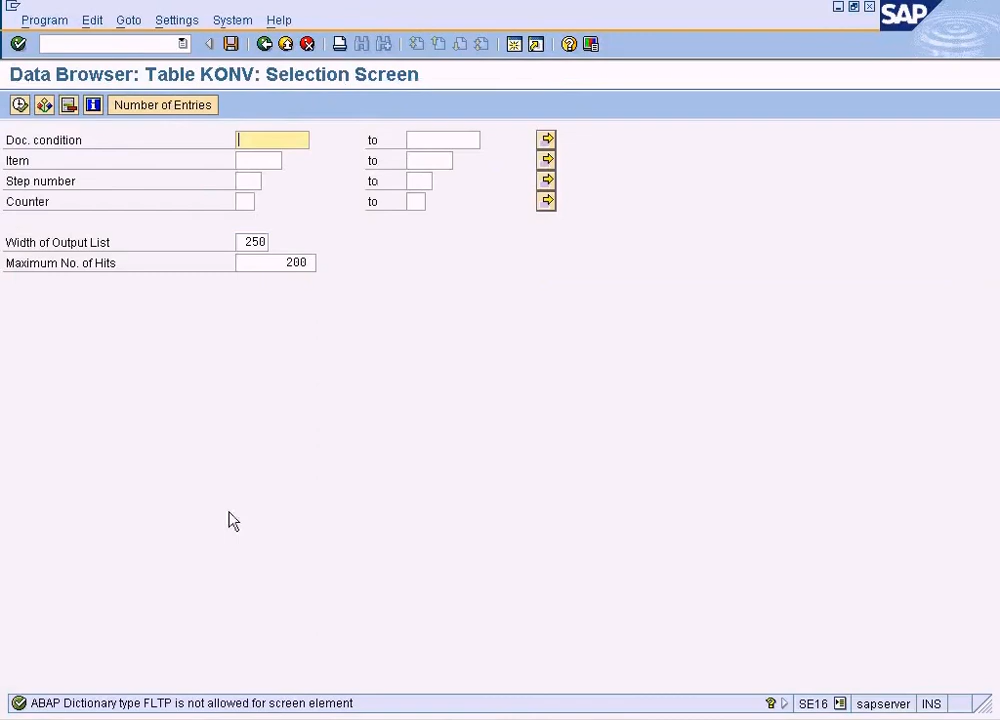 Program Edit Goto Settings System Help
SAP
Data Browser: Table KONV: Selection Screen
Number of Entries
Doc. condition to
Item to
Step number to
Counter to
Width of Output List 250
Maximum No. of Hits 200
ABAP Dictionary type FLTP is not allowed for screen element SE16 sapserver INS